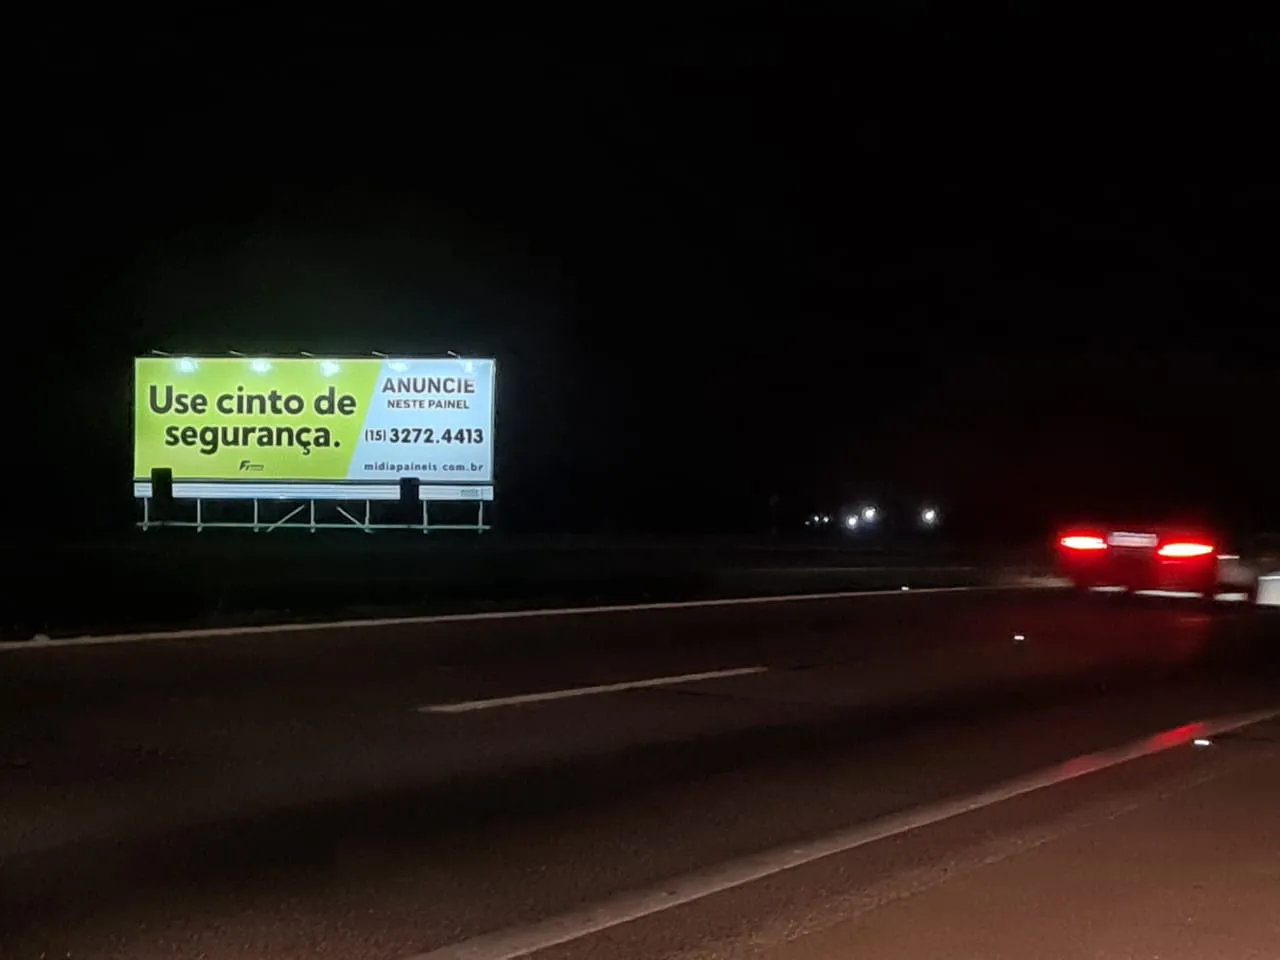 Use cinto de
segurança.
ANUNCIE
NESTE PAINEL
(15) 3272.4413
midiapaineis.com.br